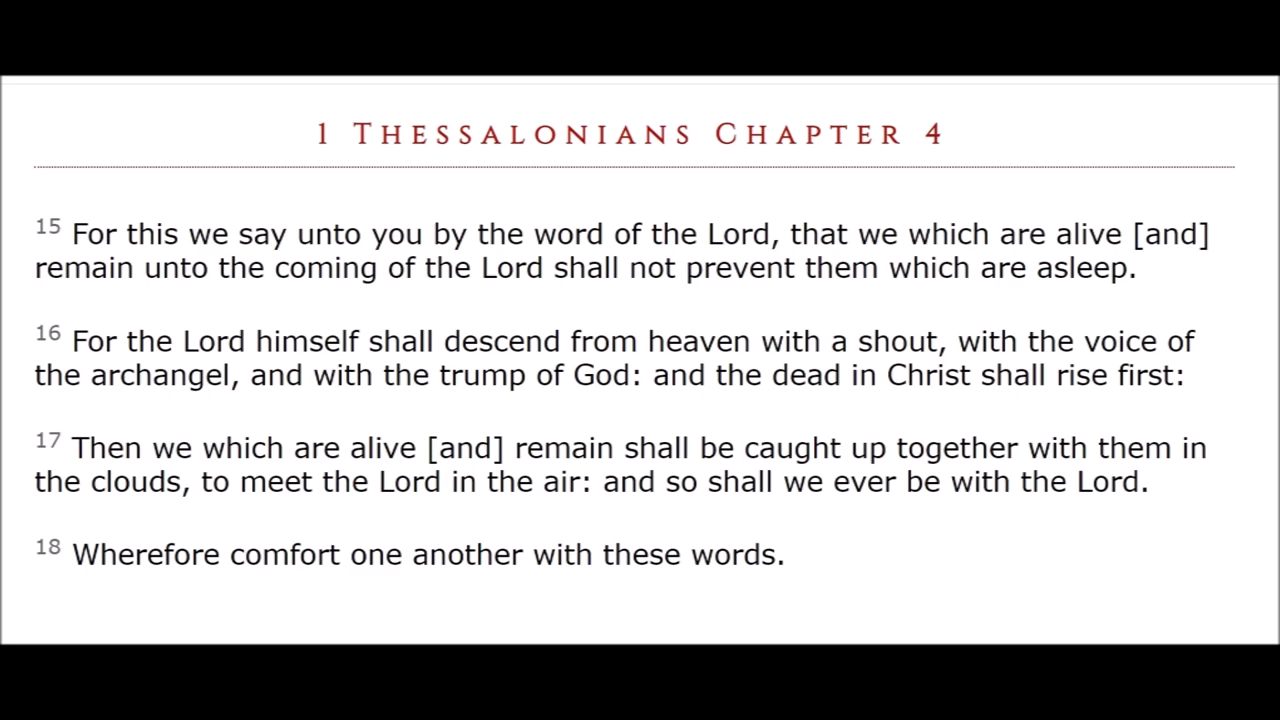 1 Thessalonians Chapter 4
15 For this we say unto you by the word of the Lord, that we which are alive [and]
remain unto the coming of the Lord shall not prevent them which are asleep.
16 For the Lord himself shall descend from heaven with a shout, with the voice of
the archangel, and with the trump of God: and the dead in Christ shall rise first:
17 Then we which are alive [and] remain shall be caught up together with them in
the clouds, to meet the Lord in the air: and so shall we ever be with the Lord.
18 Wherefore comfort one another with these words.